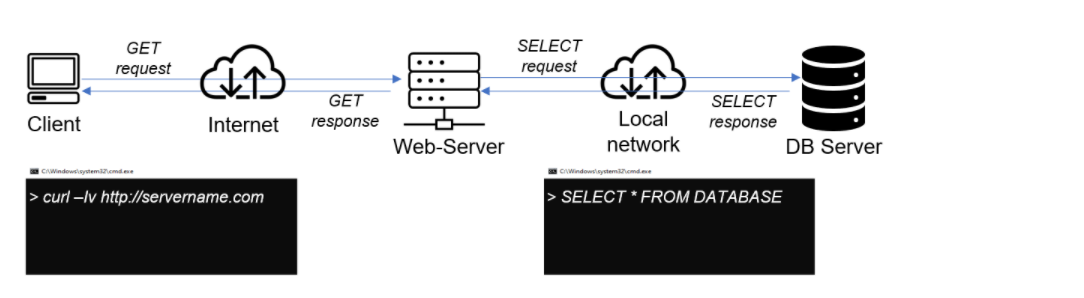 GET
request
SELECT
request
GET
response
SELECT
response
Client
Internet
Web-Server
Local
network
DB Server
C:\Windows\system32\cmd.exe
> curl –Iv http://servername.com
C:\Windows\system32\cmd.exe
> SELECT * FROM DATABASE